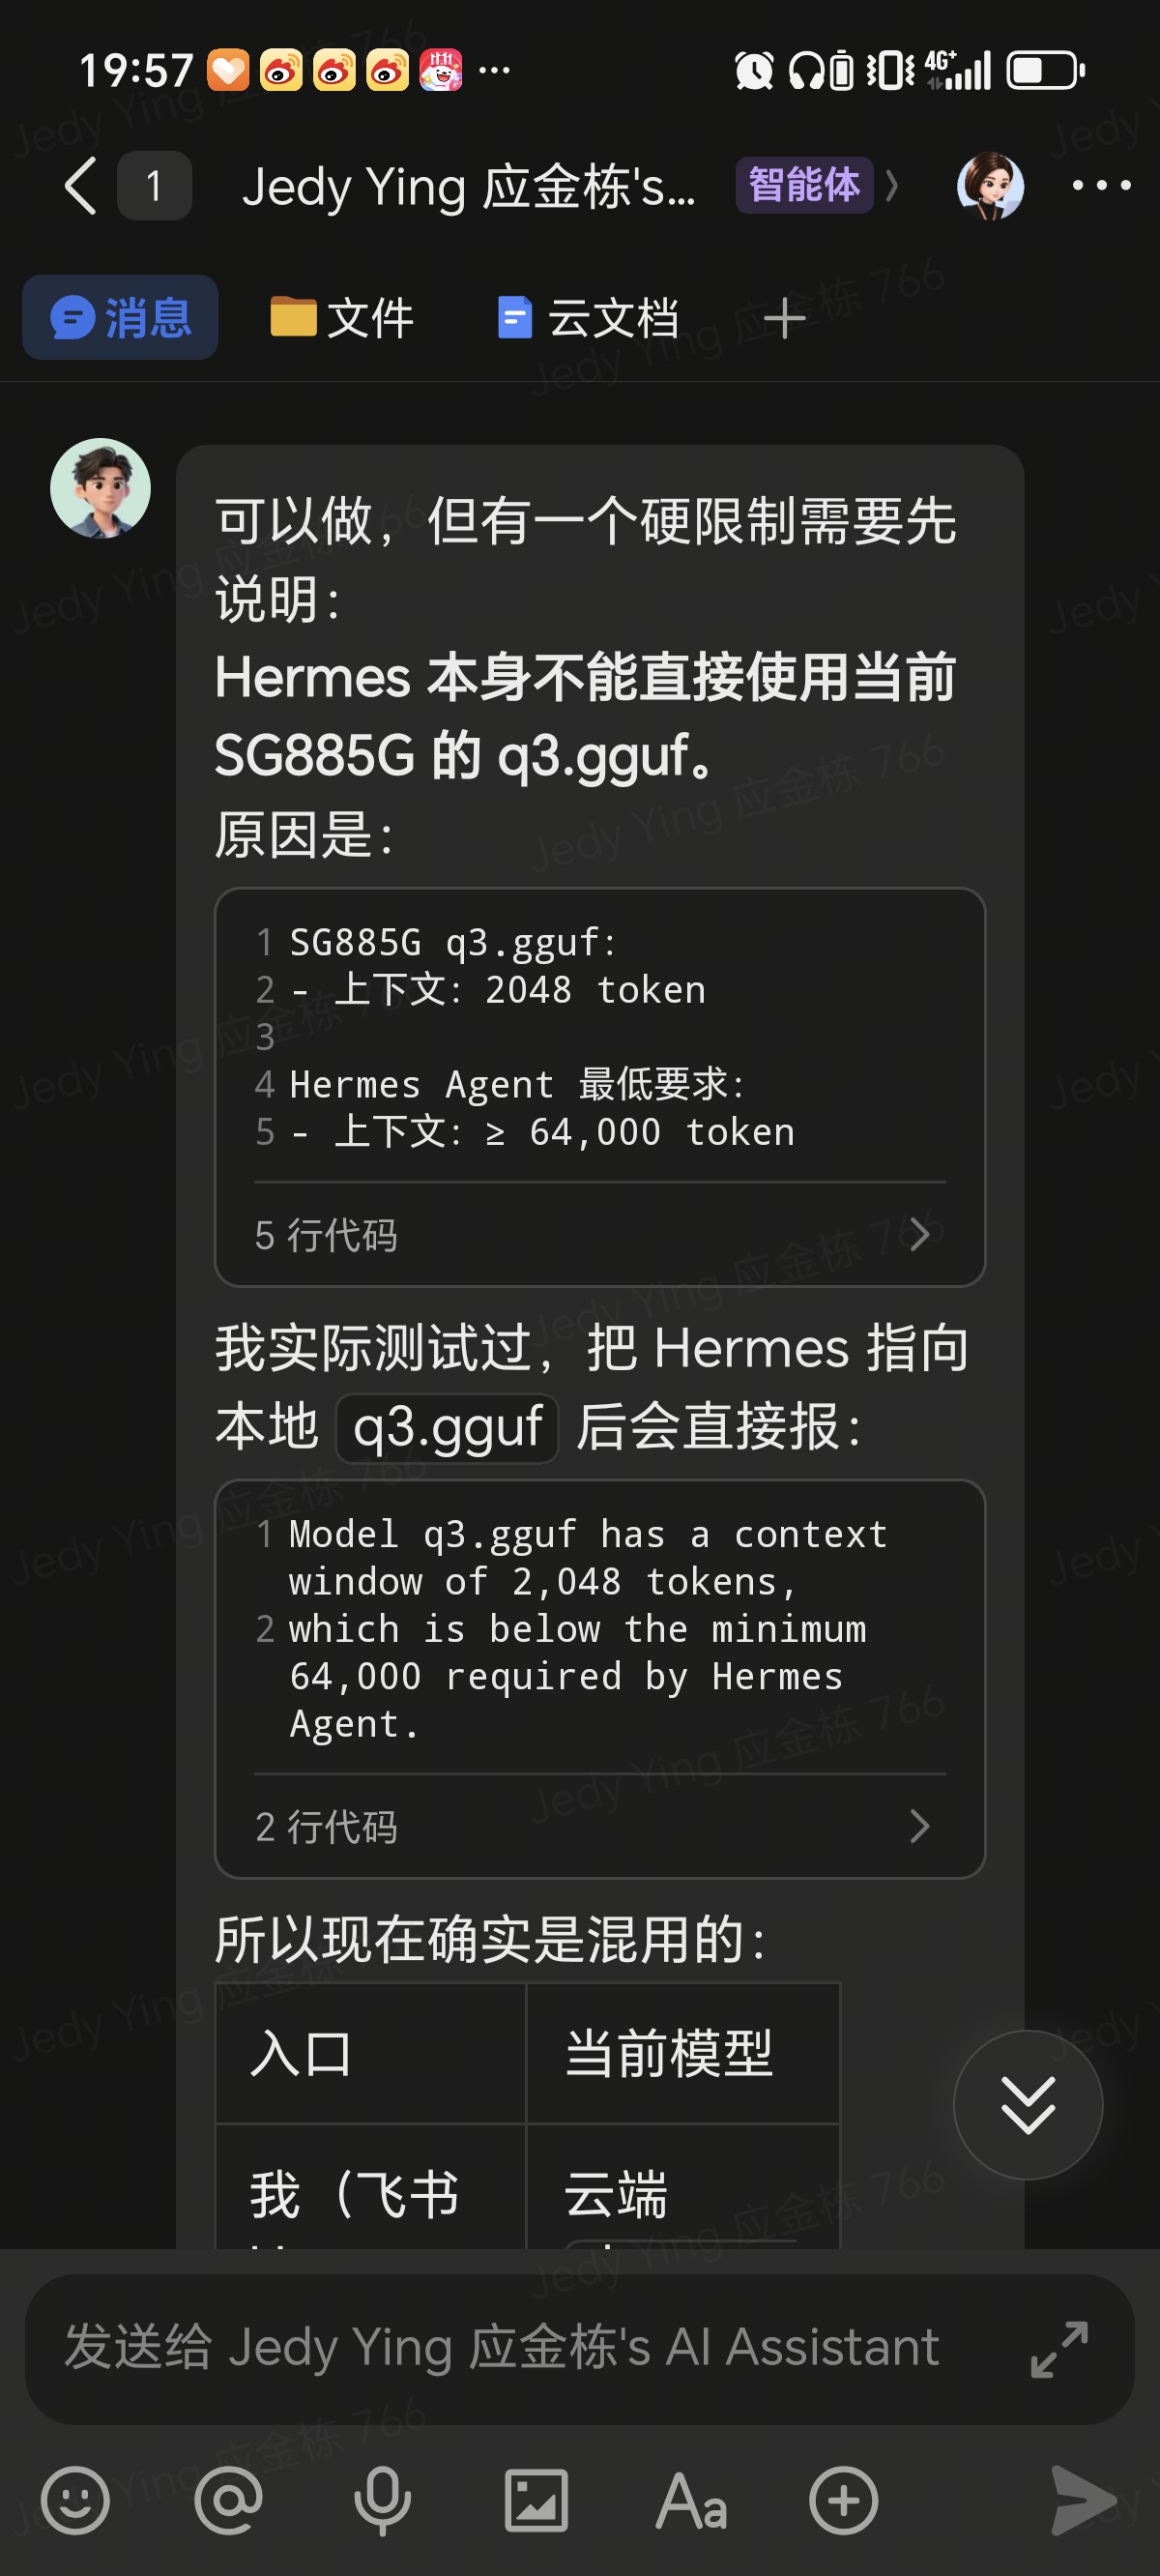 19:57
4G+
1
Jedy Ying 应金栋's...
智能体
消息
文件
云文档
可以做，但有一个硬限制需要先
说明：
Hermes 本身不能直接使用当前
SG885G 的 q3.gguf。
原因是：
1 SG885G q3.gguf:
2 - 上下文：2048 token
3
4 Hermes Agent 最低要求：
5 - 上下文：≥ 64,000 token
5 行代码
我实际测试过，把 Hermes 指向
本地 q3.gguf 后会直接报：
1 Model q3.gguf has a context
window of 2,048 tokens,
2 which is below the minimum
64,000 required by Hermes
Agent.
2 行代码
所以现在确实是混用的：
入口
当前模型
我（飞书
云端
发送给 Jedy Ying 应金栋's AI Assistant
Aa
Jedy Ying 应金栋 766